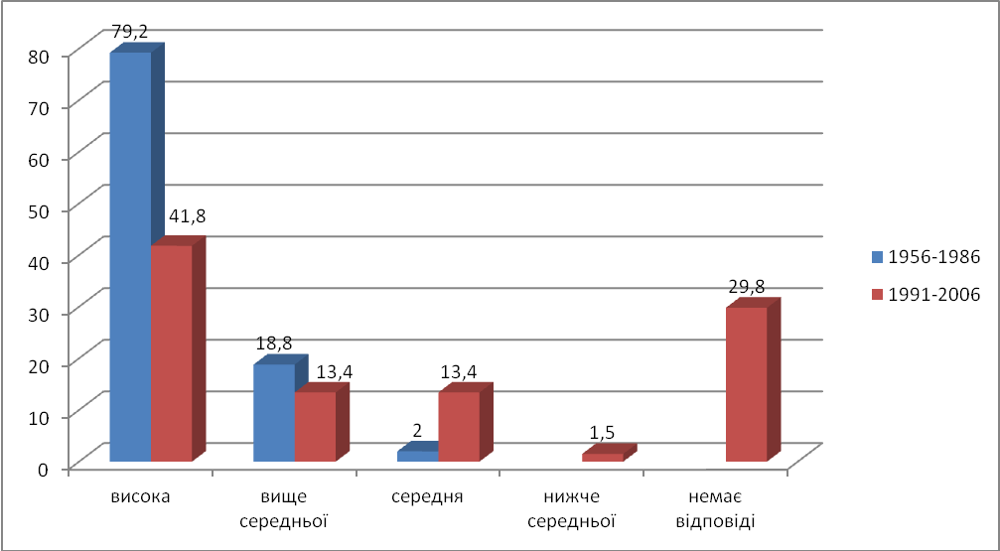 79,2
80
70
60
50
40
30
20
10
0
41,8
18,8
13,4
2
13,4
1,5
29,8
висока
вище
середньої
середня
нижче
середньої
немає
відповіді
1956-1986
1991-2006